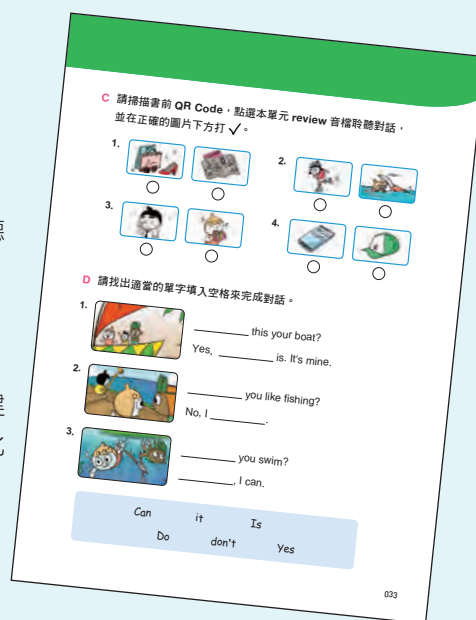 C 請掃描書前 QR Code，點選本單元 review 音檔聆聽對話，
並在正確的圖片下方打 ✓。
1.
2.
3.
4.
D 請找出適當的單字填入空格來完成對話。
1.
________ this your boat?
Yes, ________ is. It's mine.
2.
________ you like fishing?
No, I ________.
3.
________ you swim?
________, I can.
Can it Is
Do don't Yes
033